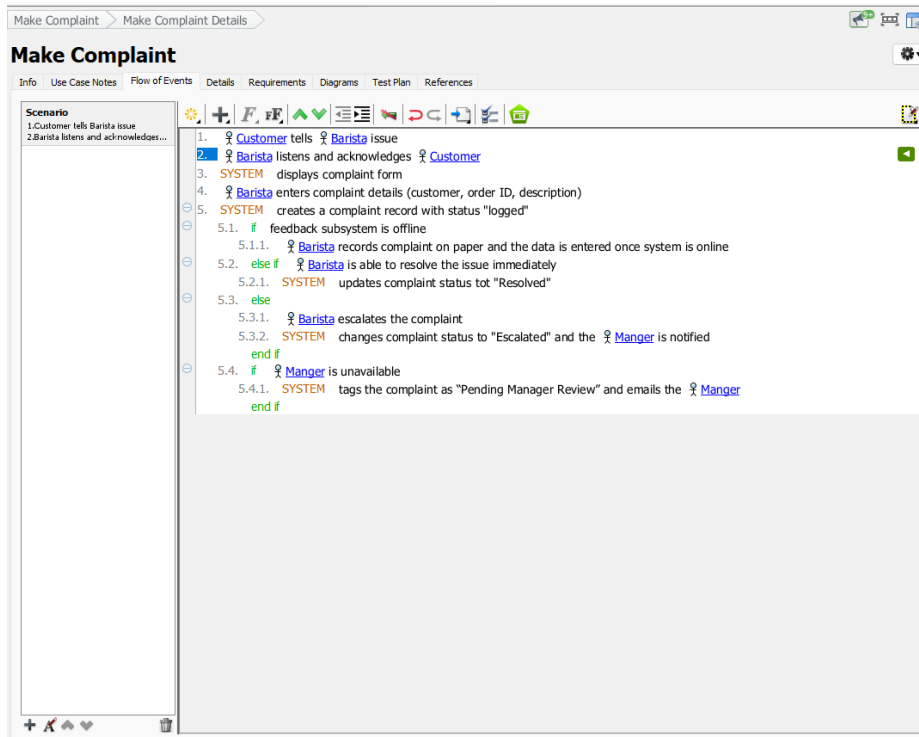 Make Complaint Make Complaint Details
9+
Make Complaint
Info Use Case Notes Flow of Events Details Requirements Diagrams Test Plan References
Scenario
1.Customer tells Barista issue
2.Barista listens and acknowledges...
F FF
1. Customer tells Barista issue
2. Barista listens and acknowledges Customer
3. SYSTEM displays complaint form
4. Barista enters complaint details (customer, order ID, description)
5. SYSTEM creates a complaint record with status "logged"
5.1. if feedback subsystem is offline
5.1.1. Barista records complaint on paper and the data is entered once system is online
5.2. else if Barista is able to resolve the issue immediately
5.2.1. SYSTEM updates complaint status tot "Resolved"
5.3. else
5.3.1. Barista escalates the complaint
5.3.2. SYSTEM changes complaint status to "Escalated" and the Manger is notified
end if
5.4. if Manger is unavailable
5.4.1. SYSTEM tags the complaint as “Pending Manager Review” and emails the Manger
end if